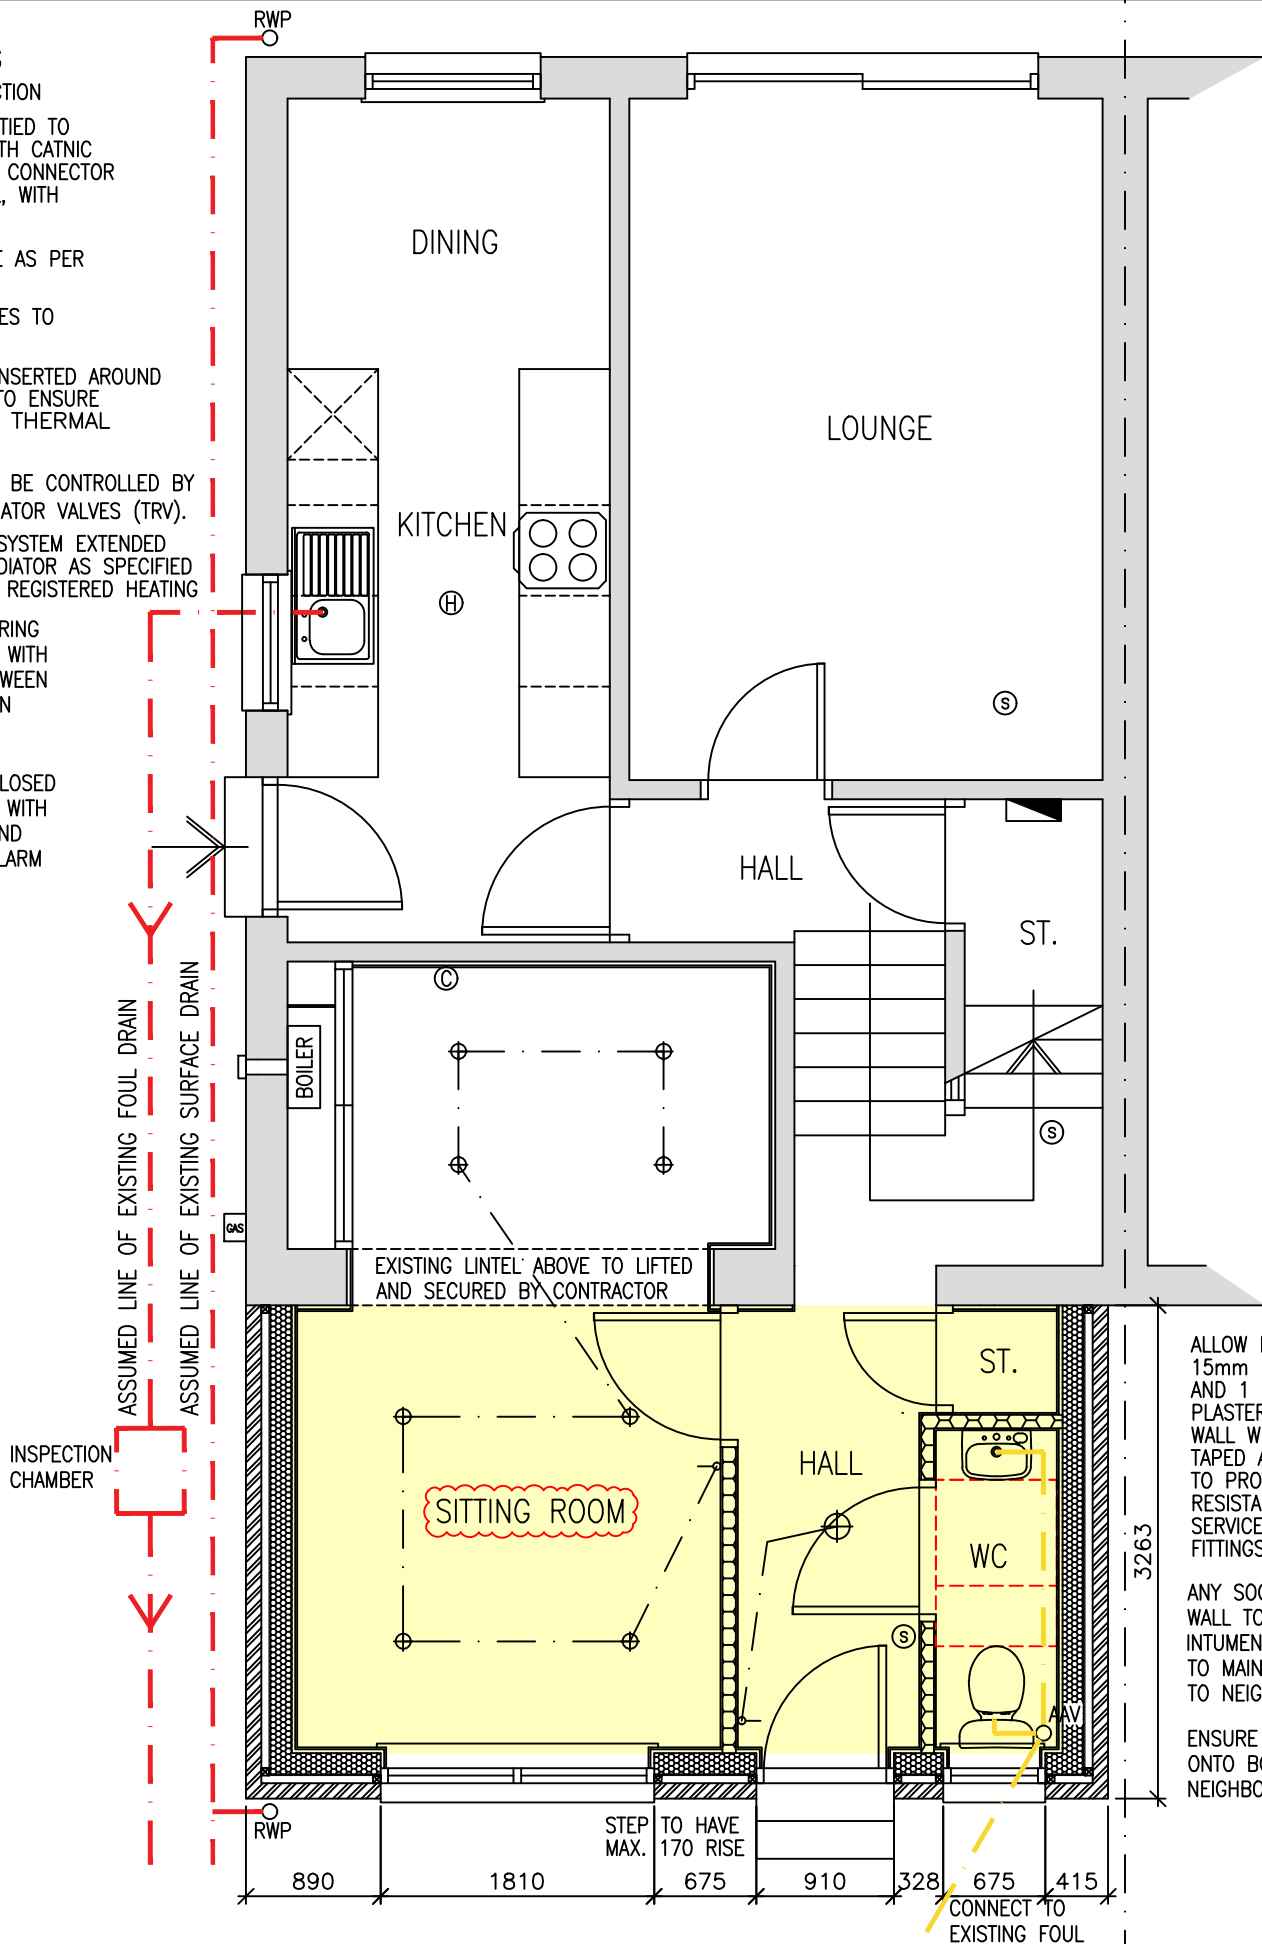 RWP
S
CTION
TIED TO
TH CATNIC
CONNECTOR
, WITH
E AS PER
ES TO
NSERTED AROUND
TO ENSURE
THERMAL
BE CONTROLLED BY
ATOR VALVES (TRV).
SYSTEM EXTENDED
DIATOR AS SPECIFIED
REGISTERED HEATING
RING
WITH
WEEN
N
LOSED
WITH
ND
LARM
DINING
LOUNGE
KITCHEN
H
S
HALL
ST.
C
BOILER
S
GAS
ASSUMED LINE OF EXISTING FOUL DRAIN
ASSUMED LINE OF EXISTING SURFACE DRAIN
EXISTING LINTEL ABOVE TO LIFTED
AND SECURED BY CONTRACTOR
INSPECTION
CHAMBER
SITTING ROOM
HALL
ST.
WC
S
AAV
3263
ALLOW
15mm
AND 1
PLASTER
WALL W
TAPED A
TO PRO
RESISTA
SERVICE
FITTINGS
ANY SOC
WALL TO
INTUMEN
TO MAIN
TO NEIG
ENSURE
ONTO BO
NEIGHBO
RWP
STEP TO HAVE
MAX. 170 RISE
890 1810 675 910 328 675 415
CONNECT TO
EXISTING FOUL